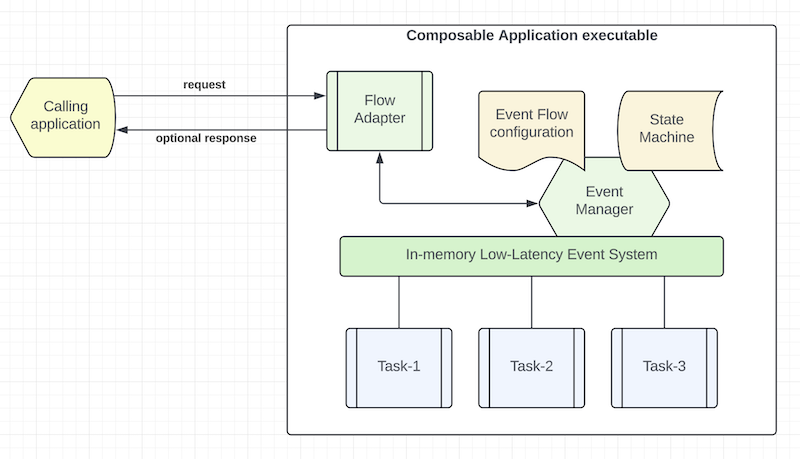 Composable Application executable
Calling
application
request
optional response
Flow
Adapter
Event Flow
configuration
State
Machine
Event
Manager
In-memory Low-Latency Event System
Task-1
Task-2
Task-3